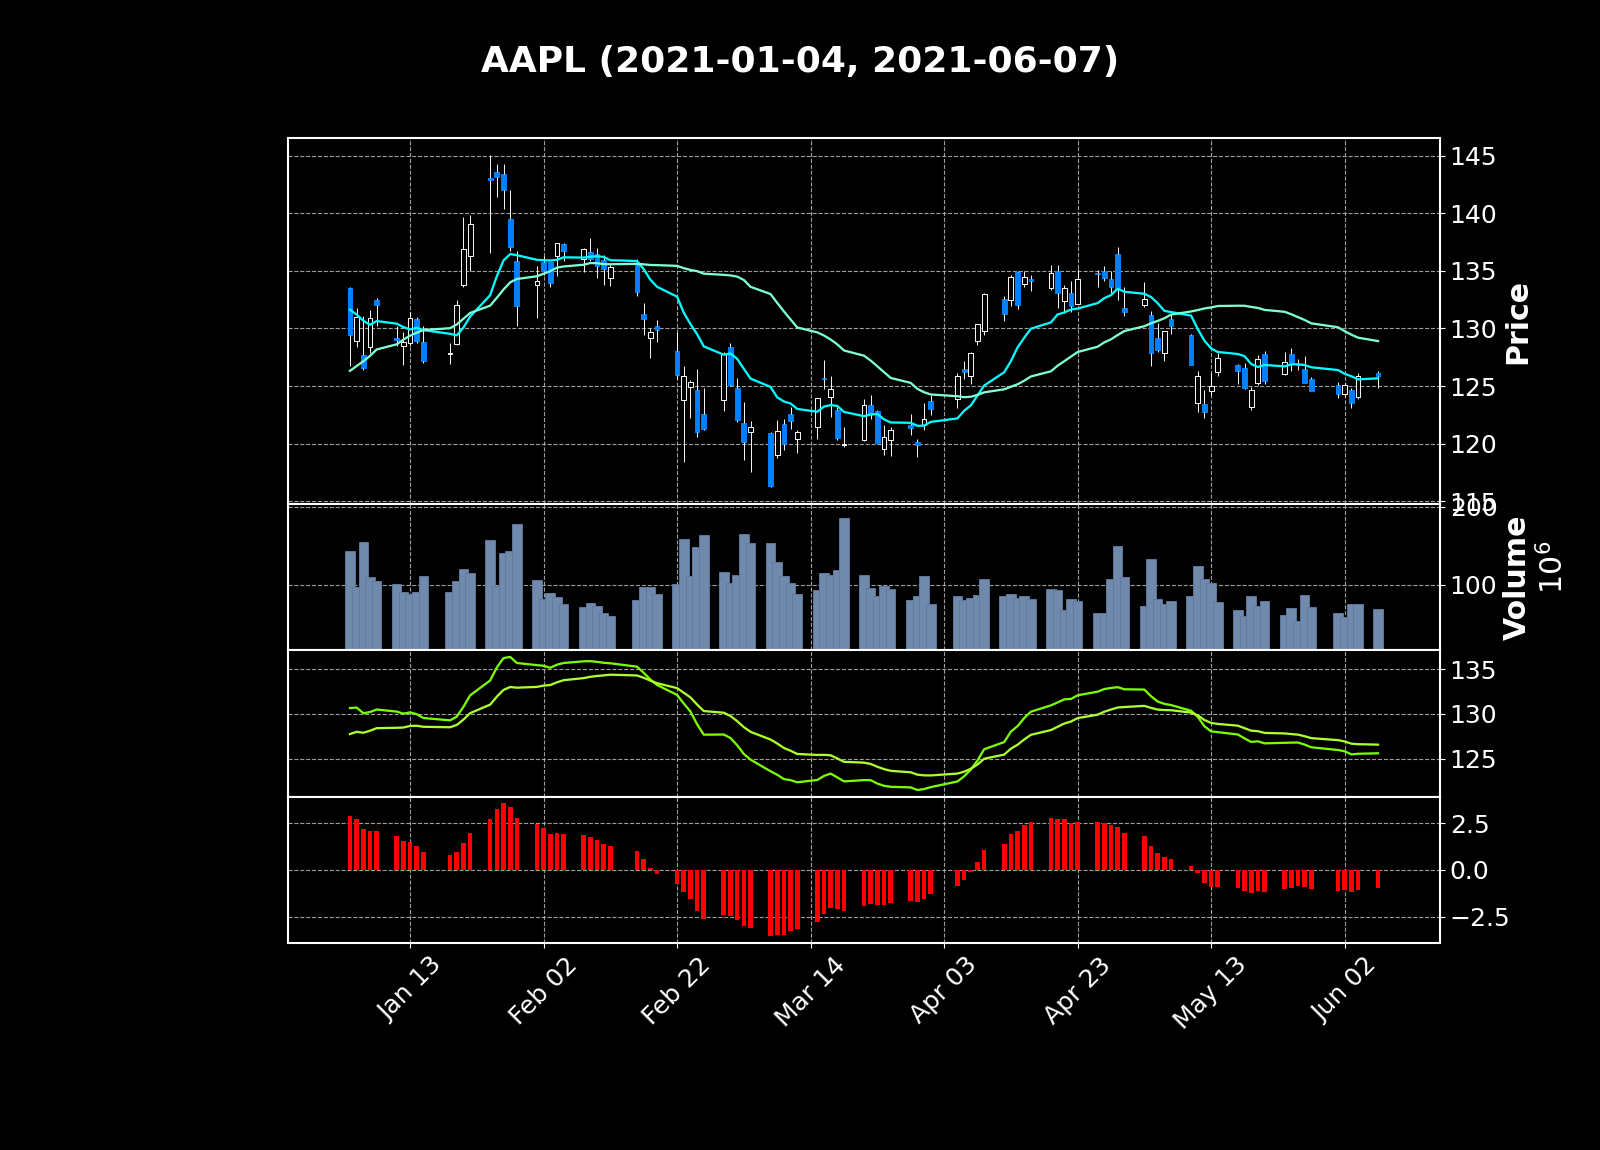 AAPL (2021-01-04, 2021-06-07)
145
140
135
130
125
120
115
Price
200
100
Volume
10⁶
135
130
125
2.5
0.0
−2.5
Jan 13
Feb 02
Feb 22
Mar 14
Apr 03
Apr 23
May 13
Jun 02